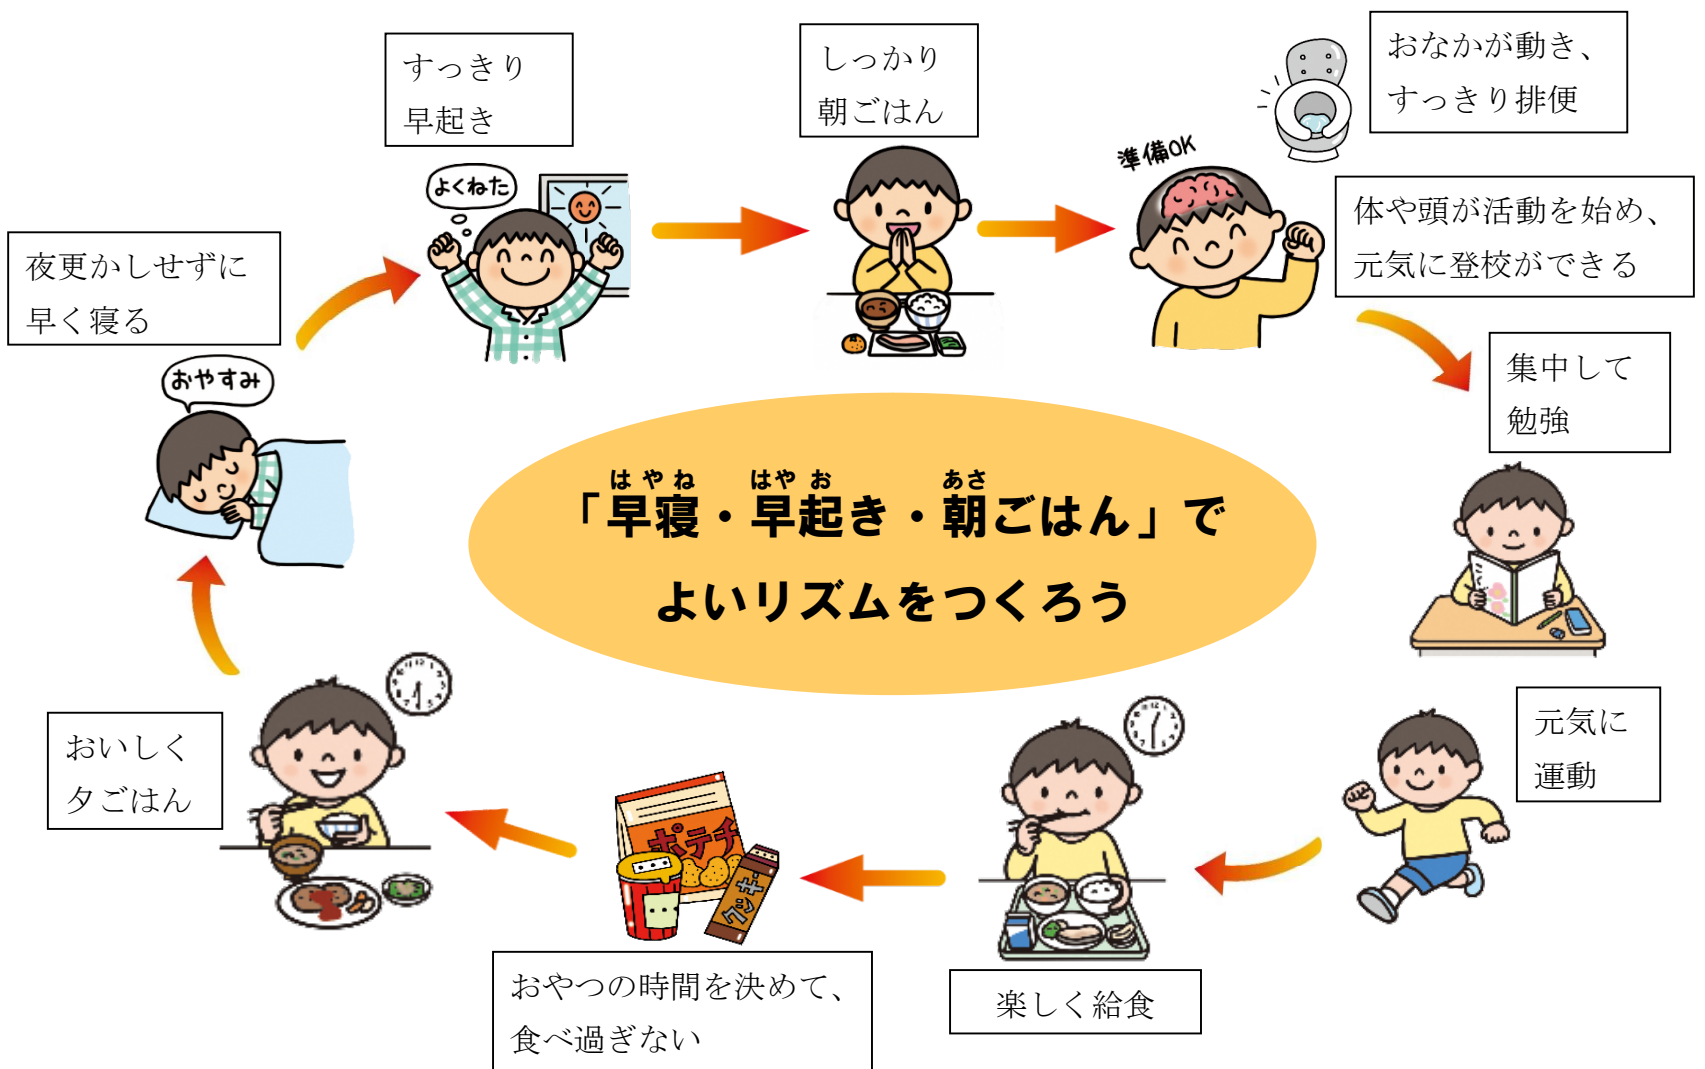 すっきり
早起き
しっかり
朝ごはん
おなかが動き、
すっきり排便
準備OK
体や頭が活動を始め、
元気に登校ができる
よくねた
夜更かしせずに
早く寝る
おやすみ
集中して
勉強
はやね はやお あさ
「早寝・早起き・朝ごはん」で
よいリズムをつくろう
元気に
運動
おいしく
夕ごはん
ポテチ
サクッ
おやつの時間を決めて、
食べ過ぎない
楽しく給食